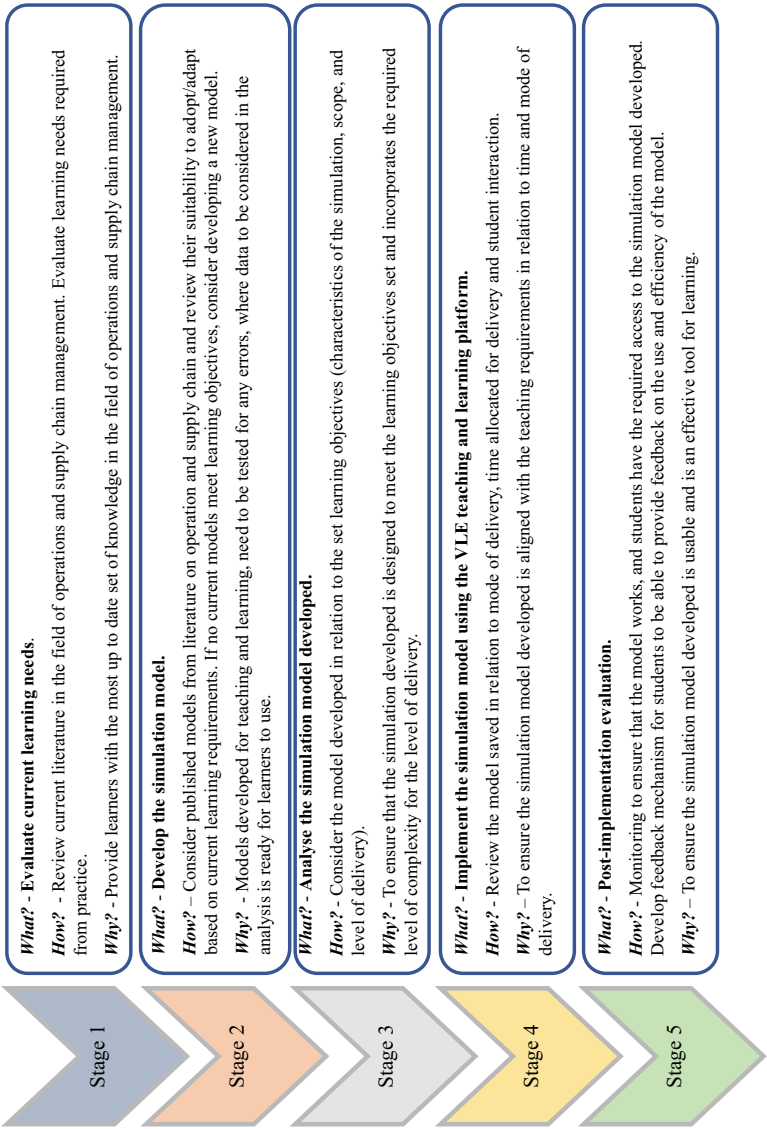 Stage 1
What? - Evaluate current learning needs.
How? - Review current literature in the field of operations and supply chain management. Evaluate learning needs required
from practice.
Why? - Provide learners with the most up to date set of knowledge in the field of operations and supply chain management.
Stage 2
What? - Develop the simulation model.
How? – Consider published models from literature on operation and supply chain and review their suitability to adopt/adapt
based on current learning requirements. If no current models meet learning objectives, consider developing a new model.
Why? - Models developed for teaching and learning, need to be tested for any errors, where data to be considered in the
analysis is ready for learners to use.
Stage 3
What? - Analyse the simulation model developed.
How? - Consider the model developed in relation to the set learning objectives (characteristics of the simulation, scope, and
level of delivery).
Why? - To ensure that the simulation developed is designed to meet the learning objectives set and incorporates the required
level of complexity for the level of delivery.
Stage 4
What? - Implement the simulation model using the VLE teaching and learning platform.
How? - Review the model saved in relation to mode of delivery, time allocated for delivery and student interaction.
Why? – To ensure the simulation model developed is aligned with the teaching requirements in relation to time and mode of
delivery.
Stage 5
What? - Post-implementation evaluation.
How? - Monitoring to ensure that the model works, and students have the required access to the simulation model developed.
Develop feedback mechanism for students to be able to provide feedback on the use and efficiency of the model.
Why? – To ensure the simulation model developed is usable and is an effective tool for learning.